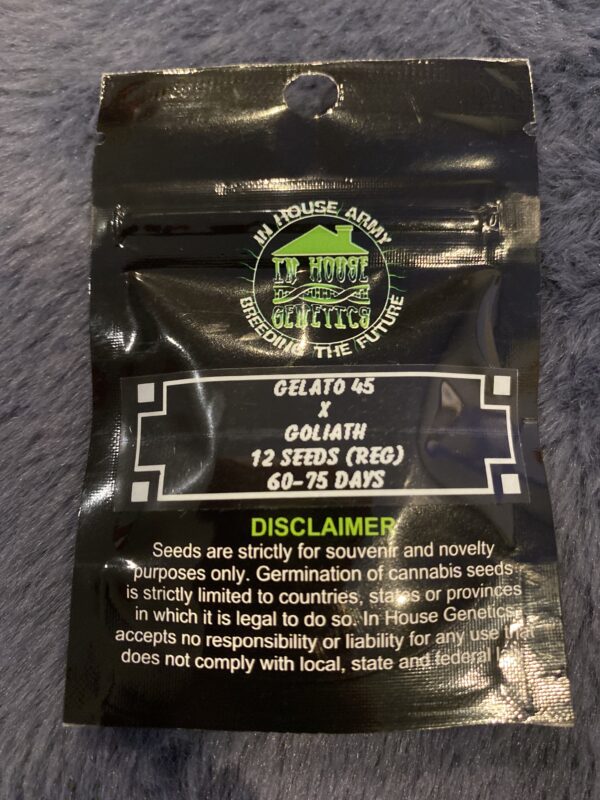 IN HOUSE ARMY
IN HOUSE
GENETICS
BREEDING THE FUTURE
GELATO 45
X
GOLIATH
12 SEEDS (REG)
60-75 DAYS
DISCLAIMER
Seeds are strictly for souvenir and novelty
purposes only. Germination of cannabis seeds
is strictly limited to countries, states or provinces
in which it is legal to do so. In House Genetics
accepts no responsibility or liability for any use that
does not comply with local, state and federal